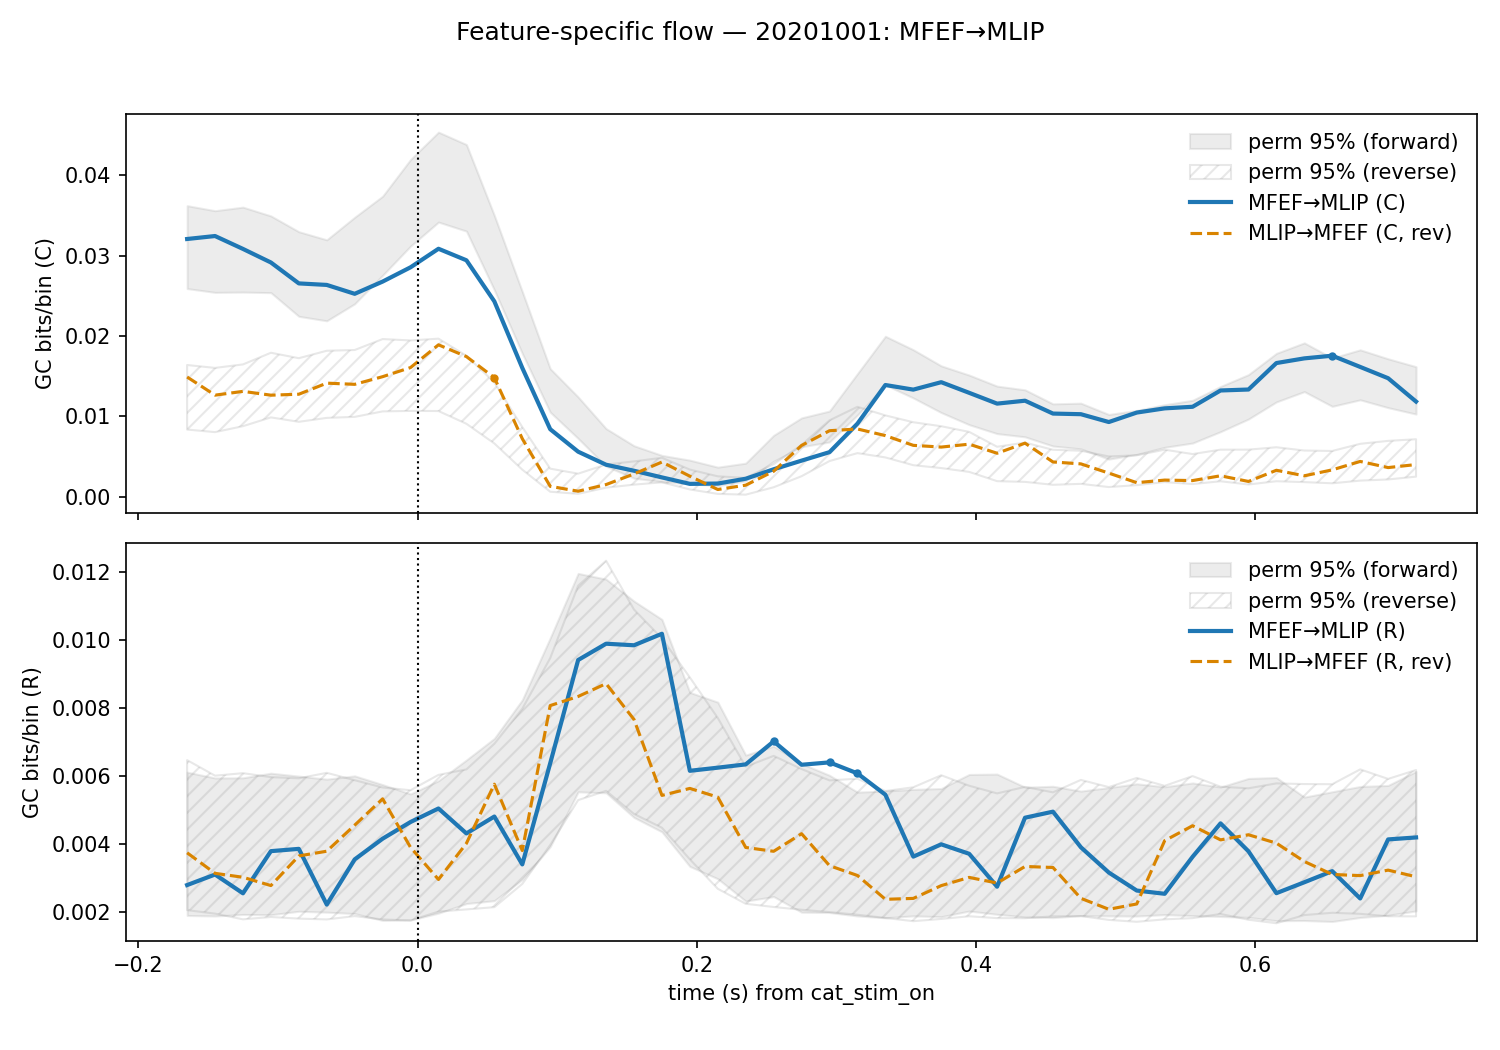 Feature-specific flow — 20201001: MFEF→MLIP
GC bits/bin (C)
0.04
0.03
0.02
0.01
0.00
perm 95% (forward)
perm 95% (reverse)
MFEF→MLIP (C)
MLIP→MFEF (C, rev)
GC bits/bin (R)
0.012
0.010
0.008
0.006
0.004
0.002
perm 95% (forward)
perm 95% (reverse)
MFEF→MLIP (R)
MLIP→MFEF (R, rev)
−0.2 0.0 0.2 0.4 0.6
time (s) from cat_stim_on